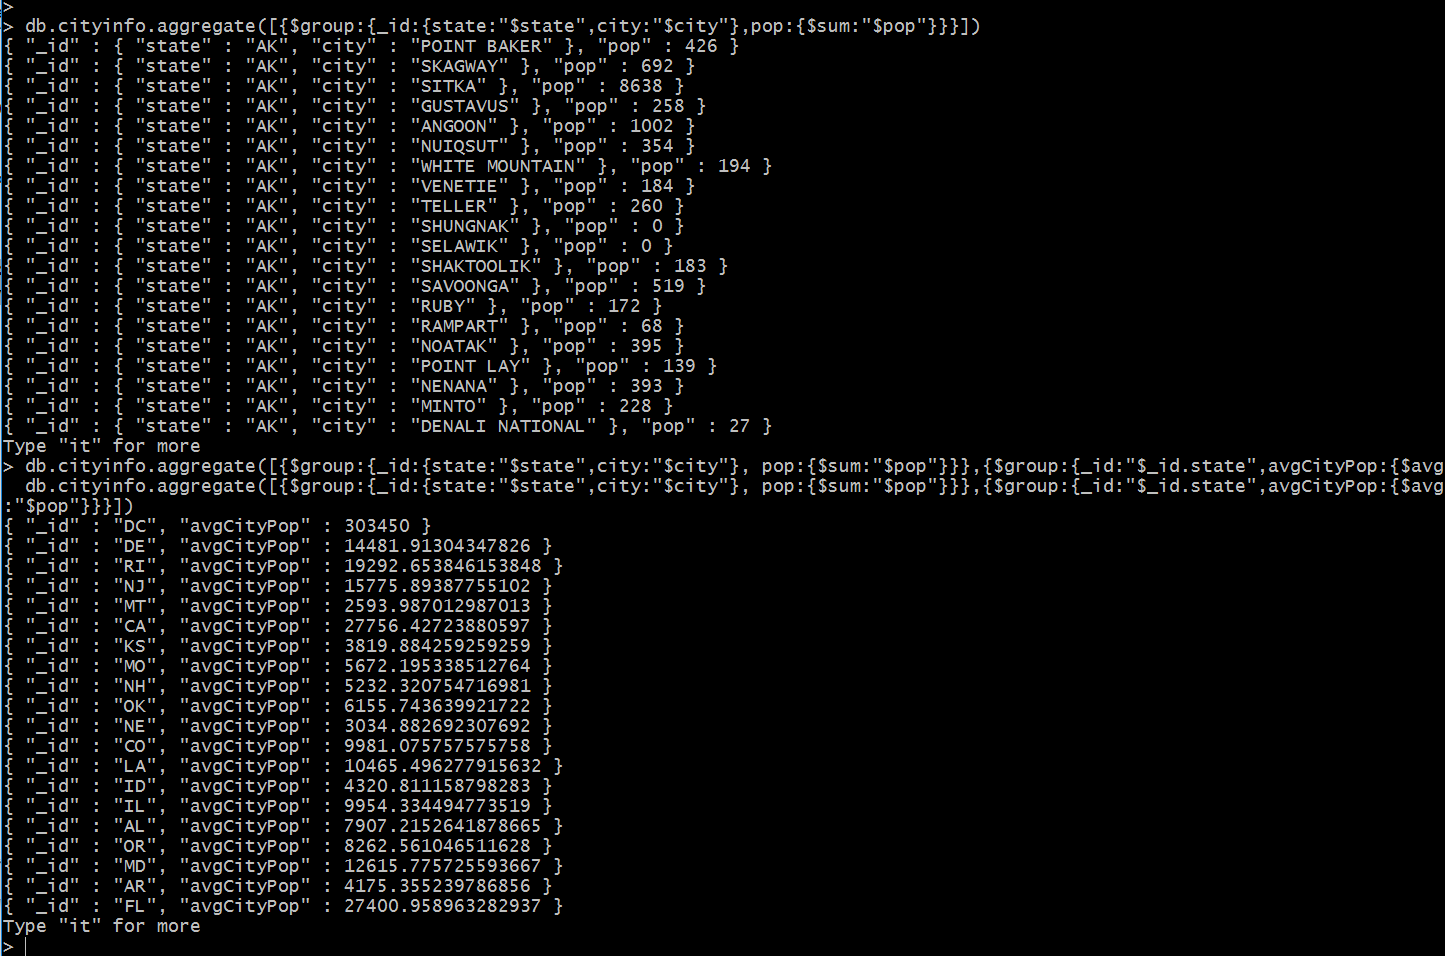 >
> db.cityinfo.aggregate([{$group:{_id:{state:"$state",city:"$city"},pop:{$sum:"$pop"}}}])
{ "_id" : { "state" : "AK", "city" : "POINT BAKER" }, "pop" : 426 }
{ "_id" : { "state" : "AK", "city" : "SKAGWAY" }, "pop" : 692 }
{ "_id" : { "state" : "AK", "city" : "SITKA" }, "pop" : 8638 }
{ "_id" : { "state" : "AK", "city" : "GUSTAVUS" }, "pop" : 258 }
{ "_id" : { "state" : "AK", "city" : "ANGOON" }, "pop" : 1002 }
{ "_id" : { "state" : "AK", "city" : "NUIQSUT" }, "pop" : 354 }
{ "_id" : { "state" : "AK", "city" : "WHITE MOUNTAIN" }, "pop" : 194 }
{ "_id" : { "state" : "AK", "city" : "VENETIE" }, "pop" : 184 }
{ "_id" : { "state" : "AK", "city" : "TELLER" }, "pop" : 260 }
{ "_id" : { "state" : "AK", "city" : "SHUNGNAK" }, "pop" : 0 }
{ "_id" : { "state" : "AK", "city" : "SELAWIK" }, "pop" : 0 }
{ "_id" : { "state" : "AK", "city" : "SHAKTOOLIK" }, "pop" : 183 }
{ "_id" : { "state" : "AK", "city" : "SAVOONGA" }, "pop" : 519 }
{ "_id" : { "state" : "AK", "city" : "RUBY" }, "pop" : 172 }
{ "_id" : { "state" : "AK", "city" : "RAMPART" }, "pop" : 68 }
{ "_id" : { "state" : "AK", "city" : "NOATAK" }, "pop" : 395 }
{ "_id" : { "state" : "AK", "city" : "POINT LAY" }, "pop" : 139 }
{ "_id" : { "state" : "AK", "city" : "NENANA" }, "pop" : 393 }
{ "_id" : { "state" : "AK", "city" : "MINTO" }, "pop" : 228 }
{ "_id" : { "state" : "AK", "city" : "DENALI NATIONAL" }, "pop" : 27 }
Type "it" for more
> db.cityinfo.aggregate([{$group:{_id:{state:"$state",city:"$city"}, pop:{$sum:"$pop"}}},{$group:{_id:"$_id.state",avgCityPop:{$avg
  db.cityinfo.aggregate([{$group:{_id:{state:"$state",city:"$city"}, pop:{$sum:"$pop"}}},{$group:{_id:"$_id.state",avgCityPop:{$avg
:"$pop"}}}])
{ "_id" : "DC", "avgCityPop" : 303450 }
{ "_id" : "DE", "avgCityPop" : 14481.91304347826 }
{ "_id" : "RI", "avgCityPop" : 19292.653846153848 }
{ "_id" : "NJ", "avgCityPop" : 15775.89387755102 }
{ "_id" : "MT", "avgCityPop" : 2593.987012987013 }
{ "_id" : "CA", "avgCityPop" : 27756.42723880597 }
{ "_id" : "KS", "avgCityPop" : 3819.884259259259 }
{ "_id" : "MO", "avgCityPop" : 5672.195338512764 }
{ "_id" : "NH", "avgCityPop" : 5232.320754716981 }
{ "_id" : "OK", "avgCityPop" : 6155.743639921722 }
{ "_id" : "NE", "avgCityPop" : 3034.882692307692 }
{ "_id" : "CO", "avgCityPop" : 9981.075757575758 }
{ "_id" : "LA", "avgCityPop" : 10465.496277915632 }
{ "_id" : "ID", "avgCityPop" : 4320.811158798283 }
{ "_id" : "IL", "avgCityPop" : 9954.334494773519 }
{ "_id" : "AL", "avgCityPop" : 7907.2152641878665 }
{ "_id" : "OR", "avgCityPop" : 8262.561046511628 }
{ "_id" : "MD", "avgCityPop" : 12615.775725593667 }
{ "_id" : "AR", "avgCityPop" : 4175.355239786856 }
{ "_id" : "FL", "avgCityPop" : 27400.958963282937 }
Type "it" for more
>